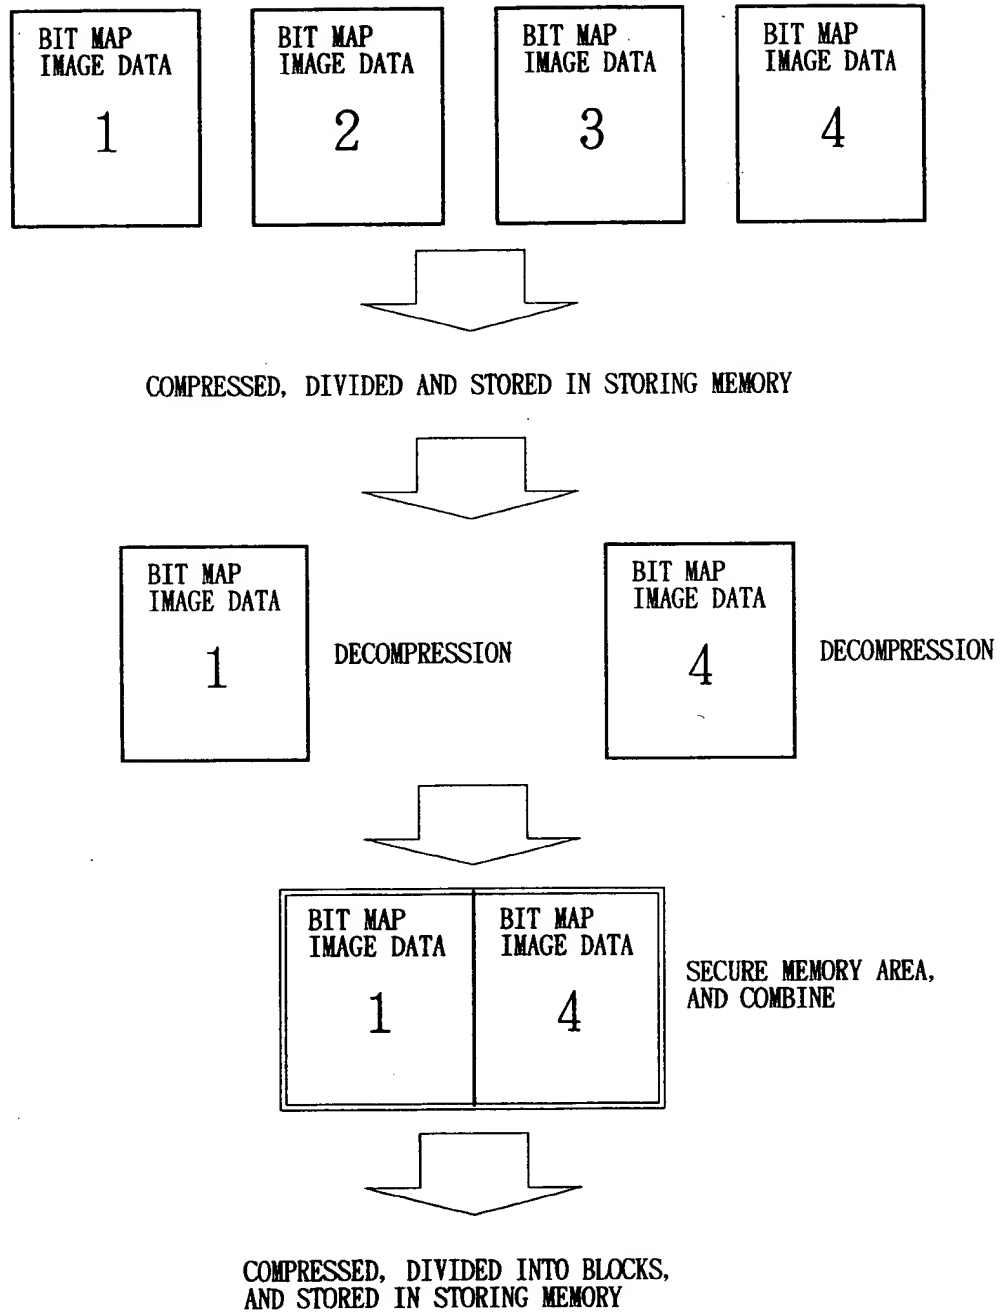 BIT MAP
IMAGE DATA
1
BIT MAP
IMAGE DATA
2
BIT MAP
IMAGE DATA
3
BIT MAP
IMAGE DATA
4
COMPRESSED, DIVIDED AND STORED IN STORING MEMORY
BIT MAP
IMAGE DATA
1
DECOMPRESSION
BIT MAP
IMAGE DATA
4
DECOMPRESSION
BIT MAP
IMAGE DATA
1
BIT MAP
IMAGE DATA
4
SECURE MEMORY AREA,
AND COMBINE
COMPRESSED, DIVIDED INTO BLOCKS,
AND STORED IN STORING MEMORY